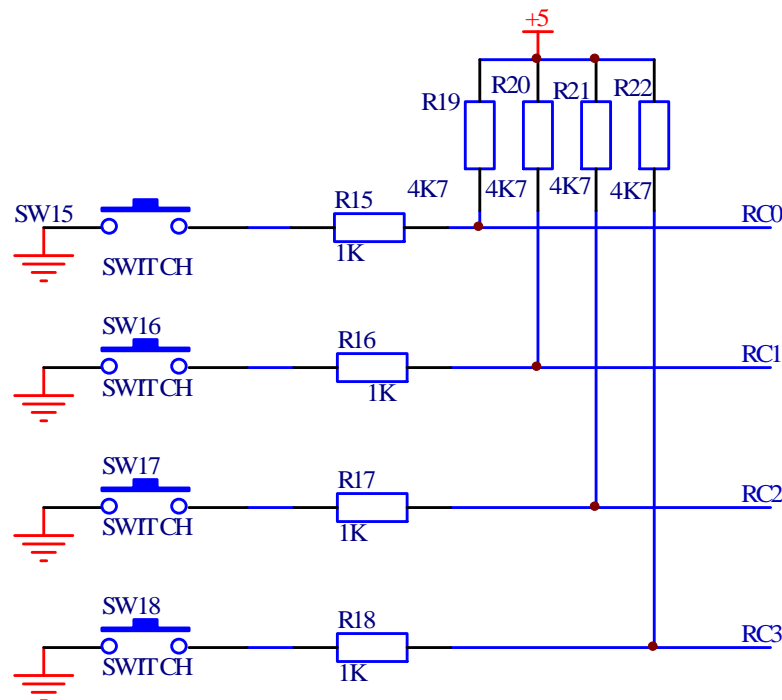 +5
R19
R20
R21
R22
4K7
4K7
4K7
4K7
SW15
R15
RC0
SWITCH
1K
SW16
R16
RC1
SWITCH
1K
SW17
R17
RC2
SWITCH
1K
SW18
R18
RC3
SWITCH
1K